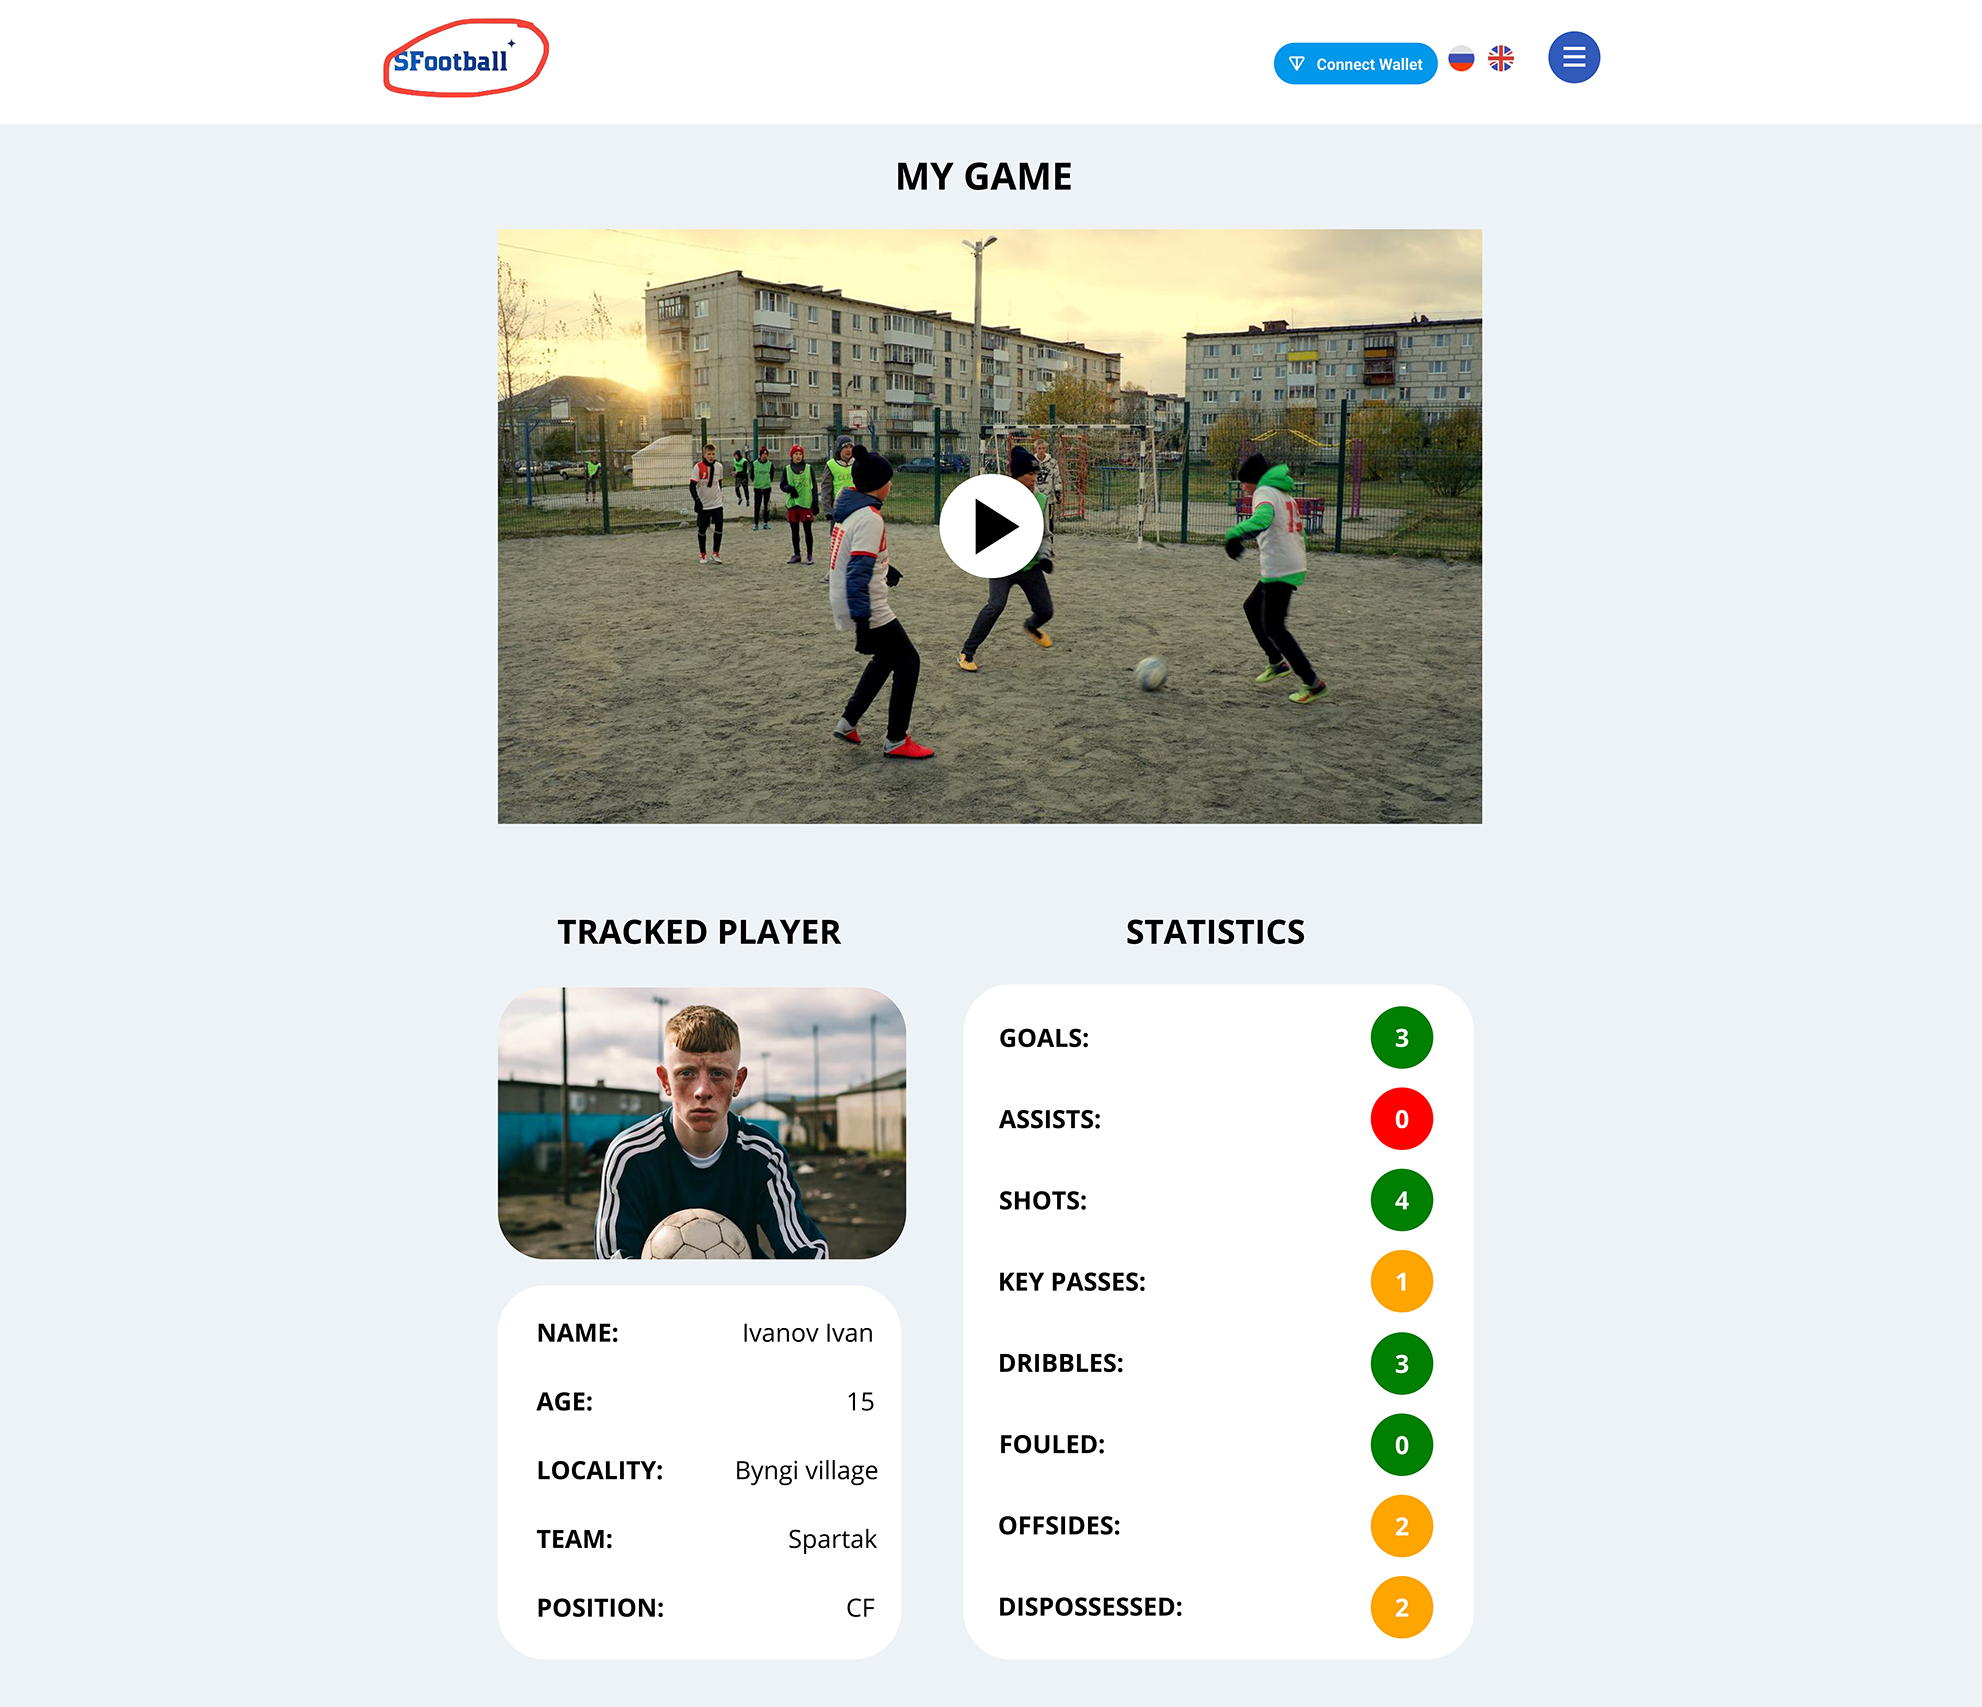 SFootball
Connect Wallet
MY GAME
TRACKED PLAYER
STATISTICS
NAME: Ivanov Ivan
AGE: 15
LOCALITY: Byngi village
TEAM: Spartak
POSITION: CF
GOALS: 3
ASSISTS: 0
SHOTS: 4
KEY PASSES: 1
DRIBBLES: 3
FOULED: 0
OFFSIDES: 2
DISPOSSESSED: 2